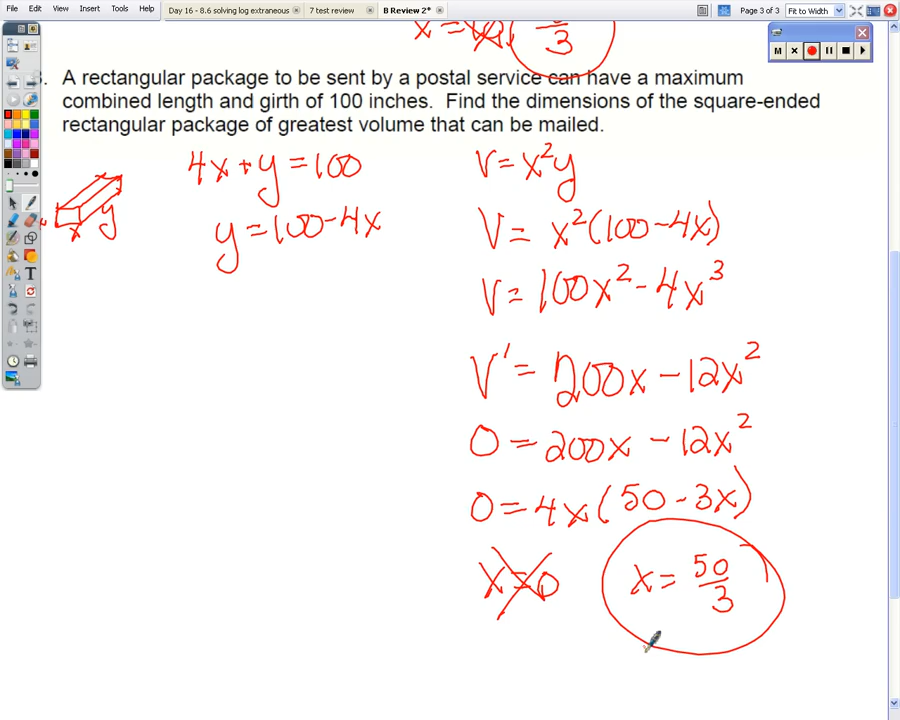 File Edit View Insert Tools Help
Day 16 - 8.6 solving log extraneous
7 test review
B Review 2*
Page 3 of 3
Fit to Width
M
3
A rectangular package to be sent by a postal service can have a maximum
combined length and girth of 100 inches. Find the dimensions of the square-ended
rectangular package of greatest volume that can be mailed.
4x + y = 100
y = 100 - 4x
x y
V = x²y
V = x²(100 - 4x)
V = 100x² - 4x³
V' = 200x - 12x²
0 = 200x - 12x²
0 = 4x(50 - 3x)
x = 0
x = 50/3